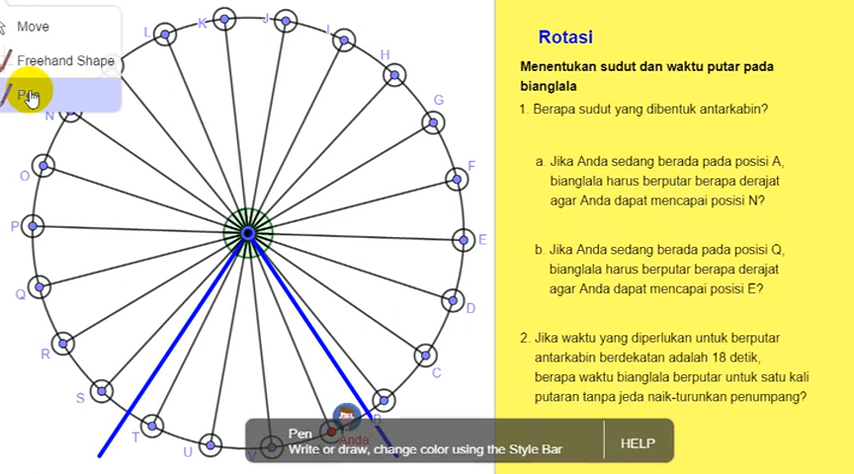 Move
Freehand Shape
L
K
J
I
H
G
F
E
D
C
B
Anda
V
U
T
S
R
Q
P
O
N
Rotasi
Menentukan sudut dan waktu putar pada
bianglala
1. Berapa sudut yang dibentuk antarkabin?
a. Jika Anda sedang berada pada posisi A,
bianglala harus berputar berapa derajat
agar Anda dapat mencapai posisi N?
b. Jika Anda sedang berada pada posisi Q,
bianglala harus berputar berapa derajat
agar Anda dapat mencapai posisi E?
2. Jika waktu yang diperlukan untuk berputar
antarkabin berdekatan adalah 18 detik,
berapa waktu bianglala berputar untuk satu kali
putaran tanpa jeda naik-turunkan penumpang?
Pen
Write or draw, change color using the Style Bar
HELP